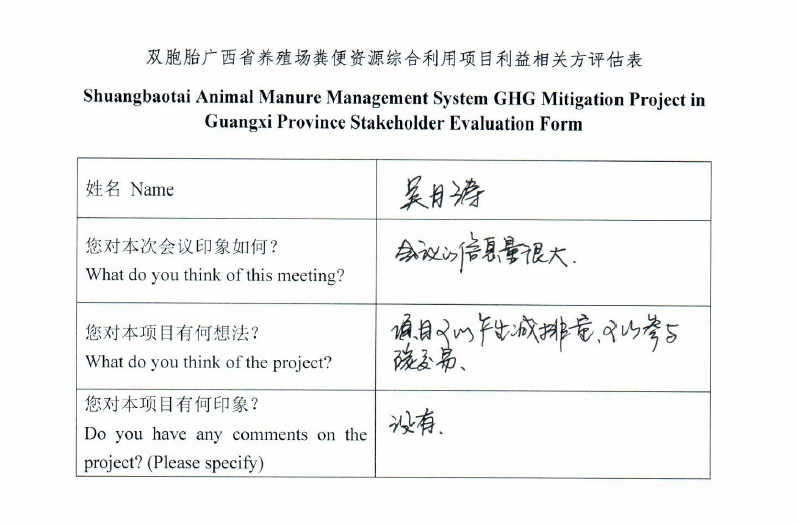 双胞胎广西省养殖场粪便资源综合利用项目利益相关方评估表
Shuangbaotai Animal Manure Management System GHG Mitigation Project in
Guangxi Province Stakeholder Evaluation Form
姓名 Name
吴月涛
您对本次会议印象如何？
What do you think of this meeting?
会议的信息量很大.
您对本项目有何想法？
What do you think of the project?
项目可以产生减排量、可以参与
碳交易、
您对本项目有何印象？
Do you have any comments on the
project? (Please specify)
没有.